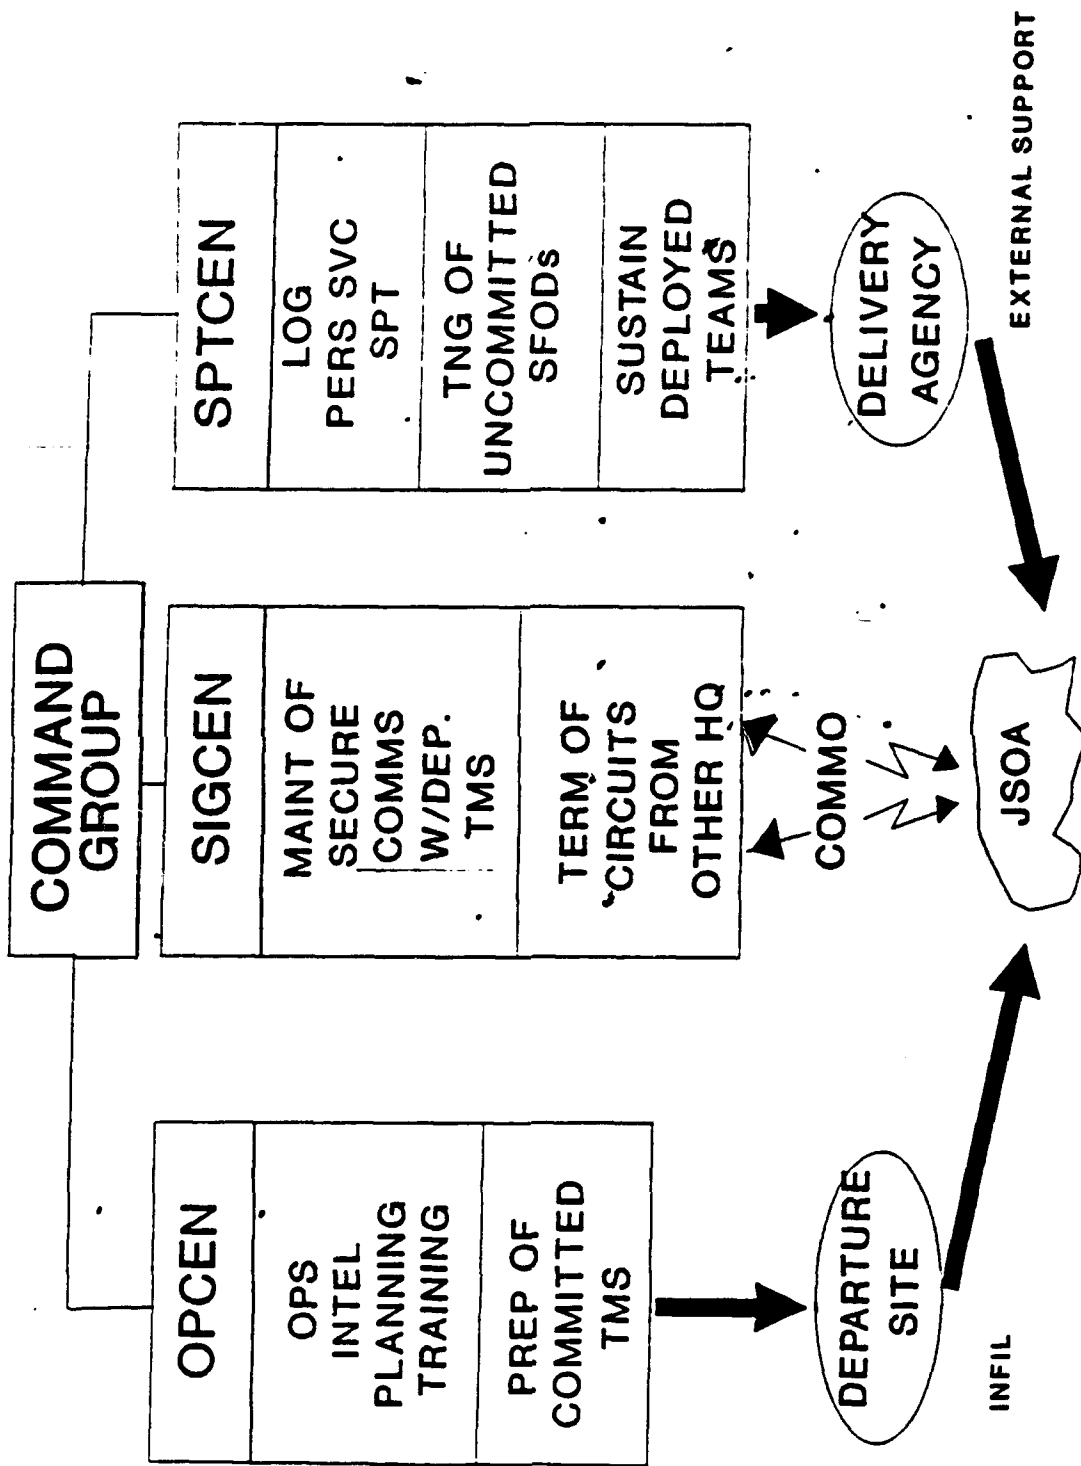 COMMAND
GROUP
OPCEN
OPS
INTEL
PLANNING
TRAINING
PREP OF
COMMITTED
TMS
DEPARTURE
SITE
INFIL
SIGCEN
MAINT OF
SECURE
COMMS
W/DEP.
TMS
TERM OF
CIRCUITS
FROM
OTHER HQ
COMMO
JSOA
SPTCEN
LOG
PERS SVC
SPT
TNG OF
UNCOMMITTED
SFODs
SUSTAIN
DEPLOYED
TEAMS
DELIVERY
AGENCY
EXTERNAL SUPPORT